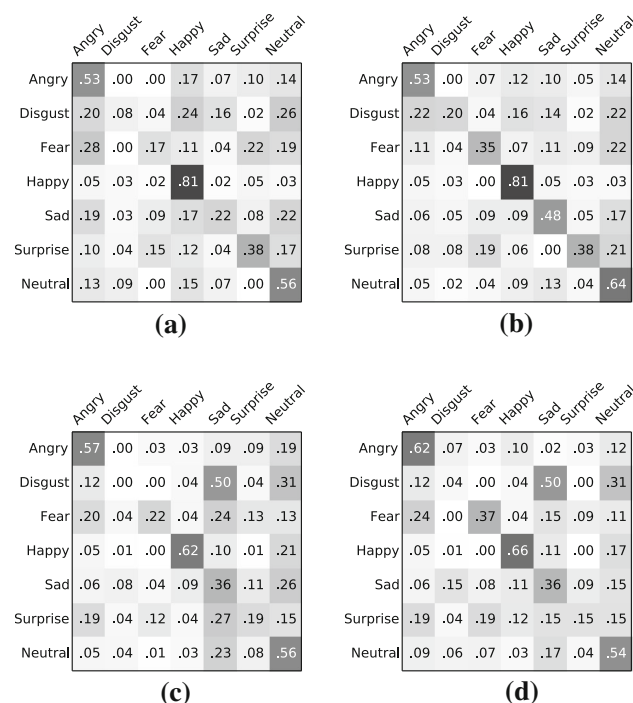 Angry Disgust Fear Happy Sad Surprise Neutral
Angry .53 .00 .00 .17 .07 .10 .14
Disgust .20 .08 .04 .24 .16 .02 .26
Fear .28 .00 .17 .11 .04 .22 .19
Happy .05 .03 .02 .81 .02 .05 .03
Sad .19 .03 .09 .17 .22 .08 .22
Surprise .10 .04 .15 .12 .04 .38 .17
Neutral .13 .09 .00 .15 .07 .00 .56
(a)
Angry Disgust Fear Happy Sad Surprise Neutral
Angry .53 .00 .07 .12 .10 .05 .14
Disgust .22 .20 .04 .16 .14 .02 .22
Fear .11 .04 .35 .07 .11 .09 .22
Happy .05 .03 .00 .81 .05 .03 .03
Sad .06 .05 .09 .09 .48 .05 .17
Surprise .08 .08 .19 .06 .00 .38 .21
Neutral .05 .02 .04 .09 .13 .04 .64
(b)
Angry Disgust Fear Happy Sad Surprise Neutral
Angry .57 .00 .03 .03 .09 .09 .19
Disgust .12 .00 .00 .04 .50 .04 .31
Fear .20 .04 .22 .04 .24 .13 .13
Happy .05 .01 .00 .62 .10 .01 .21
Sad .06 .08 .04 .09 .36 .11 .26
Surprise .19 .04 .12 .04 .27 .19 .15
Neutral .05 .04 .01 .03 .23 .08 .56
(c)
Angry Disgust Fear Happy Sad Surprise Neutral
Angry .62 .07 .03 .10 .02 .03 .12
Disgust .12 .04 .00 .04 .50 .00 .31
Fear .24 .00 .37 .04 .15 .09 .11
Happy .05 .01 .00 .66 .11 .00 .17
Sad .06 .15 .08 .11 .36 .09 .15
Surprise .19 .04 .19 .12 .15 .15 .15
Neutral .09 .06 .07 .03 .17 .04 .54
(d)